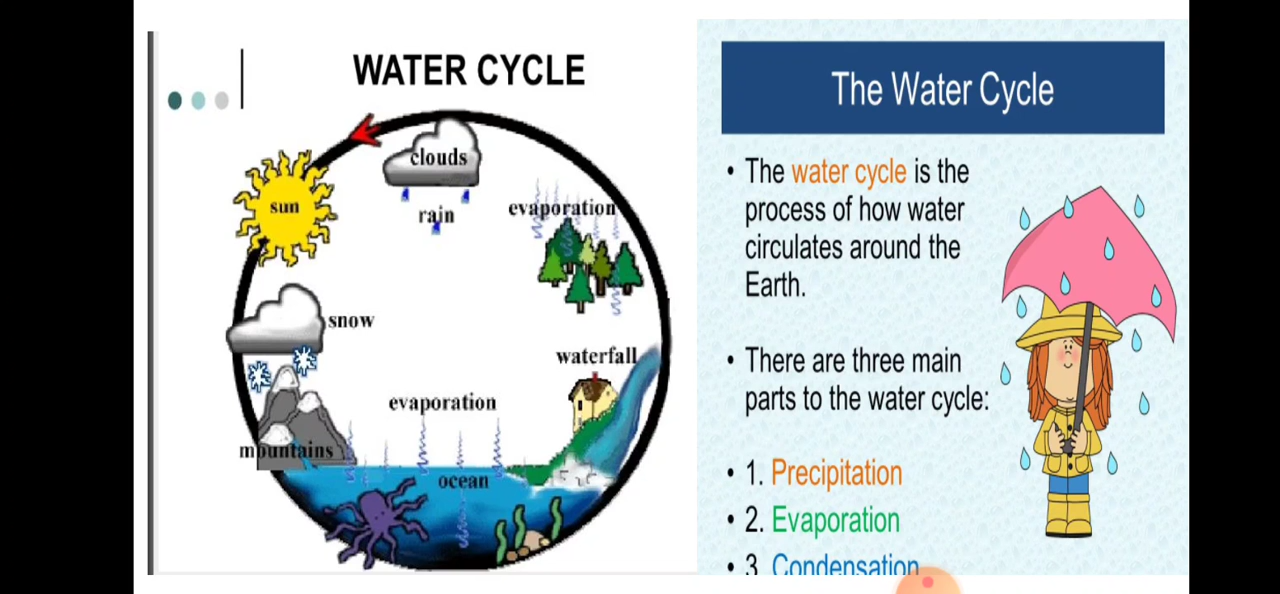 WATER CYCLE
clouds
sun
rain
evaporation
snow
waterfall
evaporation
mountains
ocean
The Water Cycle
• The water cycle is the
process of how water
circulates around the
Earth.
• There are three main
parts to the water cycle:
• 1. Precipitation
• 2. Evaporation
• 3. Condensation